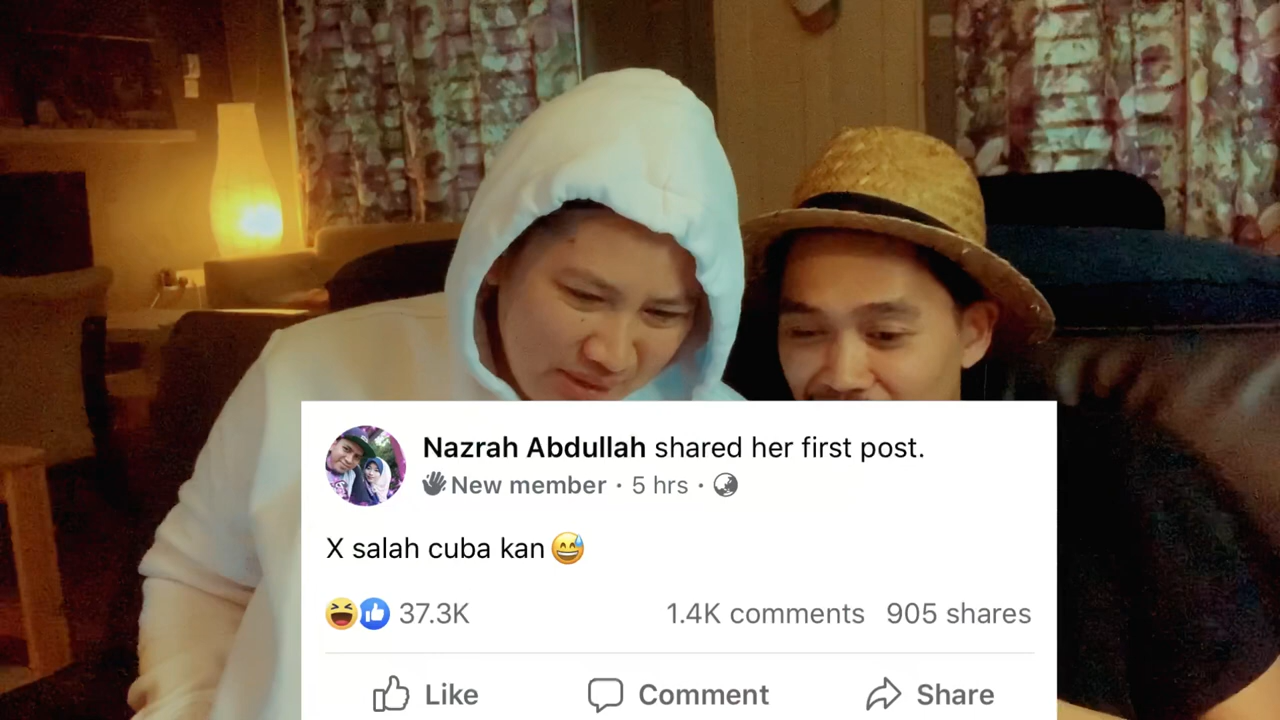 Nazrah Abdullah shared her first post.
New member · 5 hrs ·
X salah cuba kan😅
37.3K 1.4K comments 905 shares
Like Comment Share